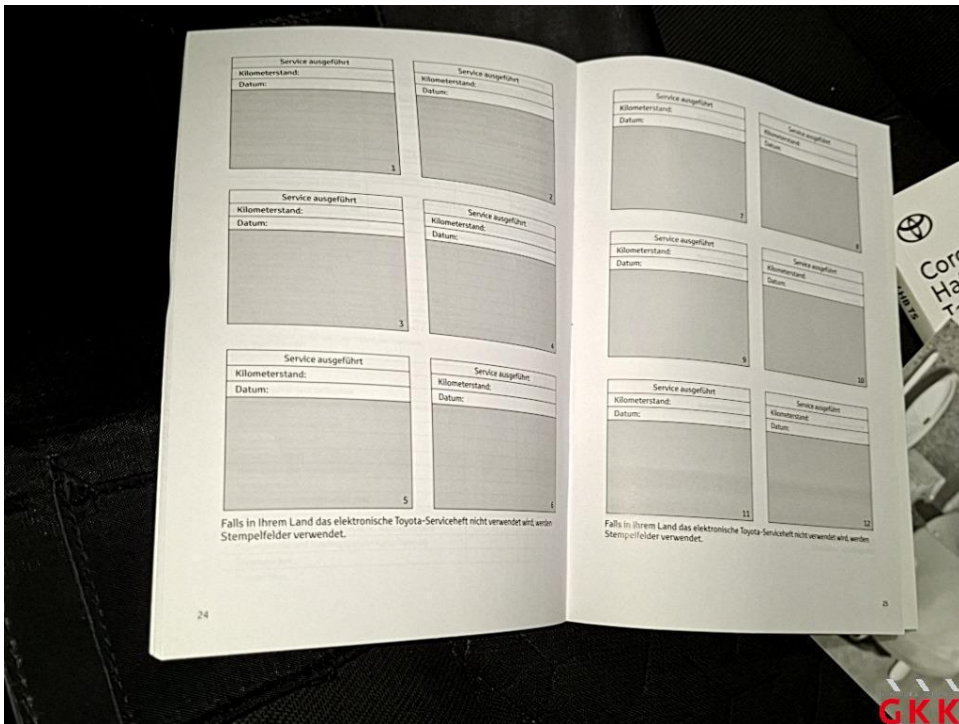 Service ausgeführt
Kilometerstand:
Datum:
1
Service ausgeführt
Kilometerstand:
Datum:
2
Service ausgeführt
Kilometerstand:
Datum:
3
Service ausgeführt
Kilometerstand:
Datum:
4
Service ausgeführt
Kilometerstand:
Datum:
5
Service ausgeführt
Kilometerstand:
Datum:
6
Falls in Ihrem Land das elektronische Toyota-Serviceheft nicht verwendet wird, werden
Stempelfelder verwendet.
24
Service ausgeführt
Kilometerstand:
Datum:
7
Service ausgeführt
Kilometerstand:
Datum:
8
Service ausgeführt
Kilometerstand:
Datum:
9
Service ausgeführt
Kilometerstand:
Datum:
10
Service ausgeführt
Kilometerstand:
Datum:
11
Service ausgeführt
Kilometerstand:
Datum:
12
Falls in Ihrem Land das elektronische Toyota-Serviceheft nicht verwendet wird, werden
Stempelfelder verwendet.
25
HB TS
GKK